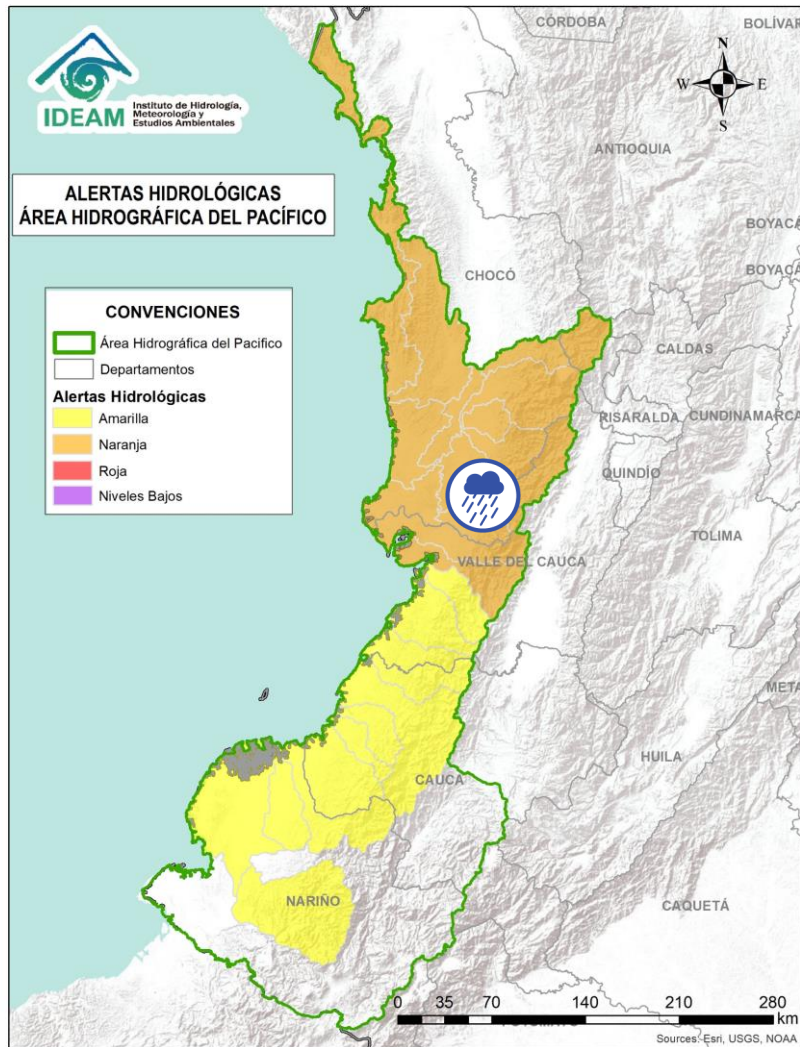 IDEAM
Instituto de Hidrología,
Meteorología y
Estudios Ambientales
ALERTAS HIDROLÓGICAS
ÁREA HIDROGRÁFICA DEL PACÍFICO
CONVENCIONES
Área Hidrográfica del Pacifico
Departamentos
Alertas Hidrológicas
Amarilla
Naranja
Roja
Niveles Bajos
N
W E
S
CÓRDOBA
BOLÍVAR
ANTIOQUIA
BOYACÁ
BOYACÁ
CHOCÓ
CALDAS
RISARALDA
CUNDINAMARCA
QUINDÍO
TOLIMA
VALLE DEL CAUCA
META
HUILA
CAUCA
CAQUETÁ
NARIÑO
0 35 70 140 210 280
km
Sources: Esri, USGS, NOAA